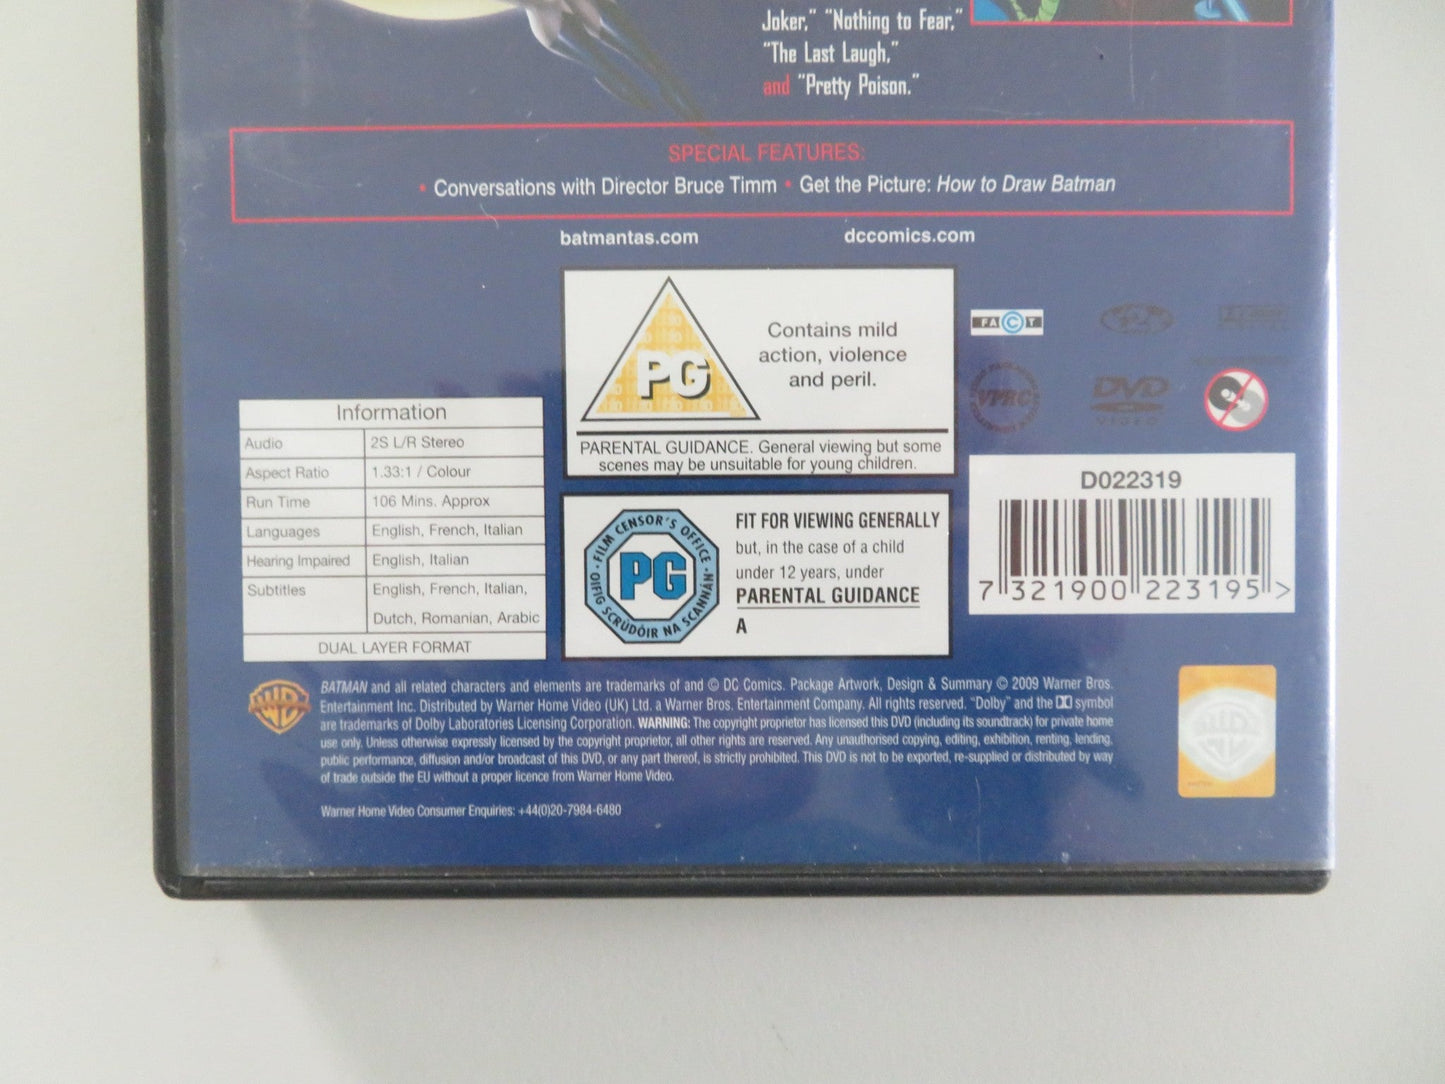 Joker," "Nothing to Fear,"
"The Last Laugh,"
and "Pretty Poison."
SPECIAL FEATURES:
• Conversations with Director Bruce Timm • Get the Picture: How to Draw Batman
batmantas.com dccomics.com
PG
Contains mild
action, violence
and peril.
PARENTAL GUIDANCE. General viewing but some
scenes may be unsuitable for young children.
FACT
VPRC
DVD
VIDEO
Information
Audio 2S L/R Stereo
Aspect Ratio 1.33:1 / Colour
Run Time 106 Mins. Approx
Languages English, French, Italian
Hearing Impaired English, Italian
Subtitles English, French, Italian,
Dutch, Romanian, Arabic
DUAL LAYER FORMAT
· FILM CENSOR'S OFFICE ·
OIFIG SCRÚDÓIR NA SCANNÁN
PG
FIT FOR VIEWING GENERALLY
but, in the case of a child
under 12 years, under
PARENTAL GUIDANCE
A
D022319
7 321900 223195 >
BATMAN and all related characters and elements are trademarks of and © DC Comics. Package Artwork, Design & Summary © 2009 Warner Bros.
Entertainment Inc. Distributed by Warner Home Video (UK) Ltd. a Warner Bros. Entertainment Company. All rights reserved. "Dolby" and the symbol
are trademarks of Dolby Laboratories Licensing Corporation. WARNING: The copyright proprietor has licensed this DVD (including its soundtrack) for private home
use only. Unless otherwise expressly licensed by the copyright proprietor, all other rights are reserved. Any unauthorised copying, editing, exhibition, renting, lending,
public performance, diffusion and/or broadcast of this DVD, or any part thereof, is strictly prohibited. This DVD is not to be exported, re-supplied or distributed by way
of trade outside the EU without a proper licence from Warner Home Video.
Warner Home Video Consumer Enquiries: +44(0)20-7984-6480